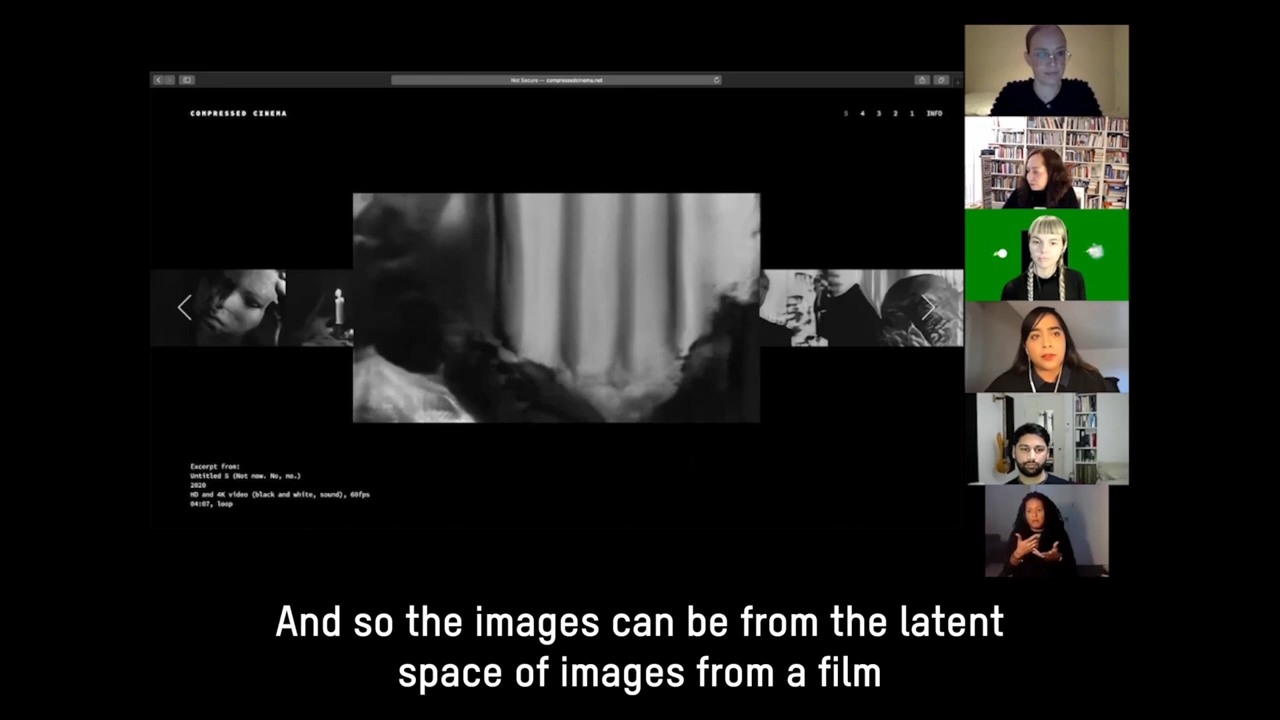 Not Secure — compressedcinema.net
COMPRESSED CINEMA
5 4 3 2 1 INFO
Excerpt from:
Untitled 5 (Not now. No, no.)
2020
HD and 4K video (black and white, sound), 60fps
04:07, loop
And so the images can be from the latent
space of images from a film